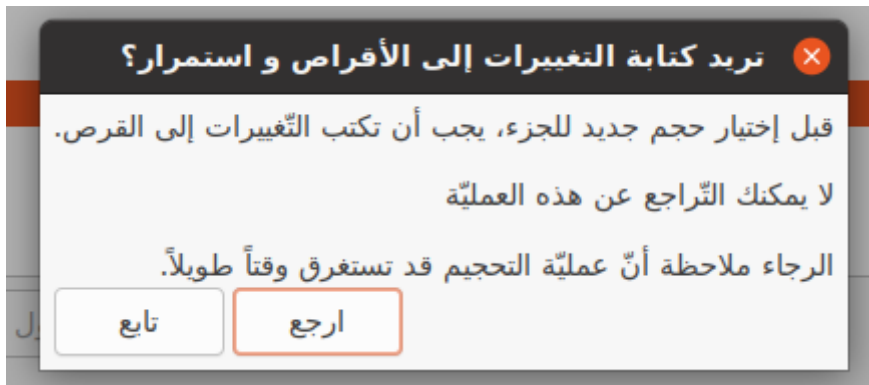 تريد كتابة التغييرات إلى الأقراص و استمرار؟
قبل إختيار حجم جديد للجزء، يجب أن تكتب التّغييرات إلى القرص.
لا يمكنك التّراجع عن هذه العمليّة
الرجاء ملاحظة أنّ عمليّة التحجيم قد تستغرق وقتاً طويلاً.
ارجع
تابع